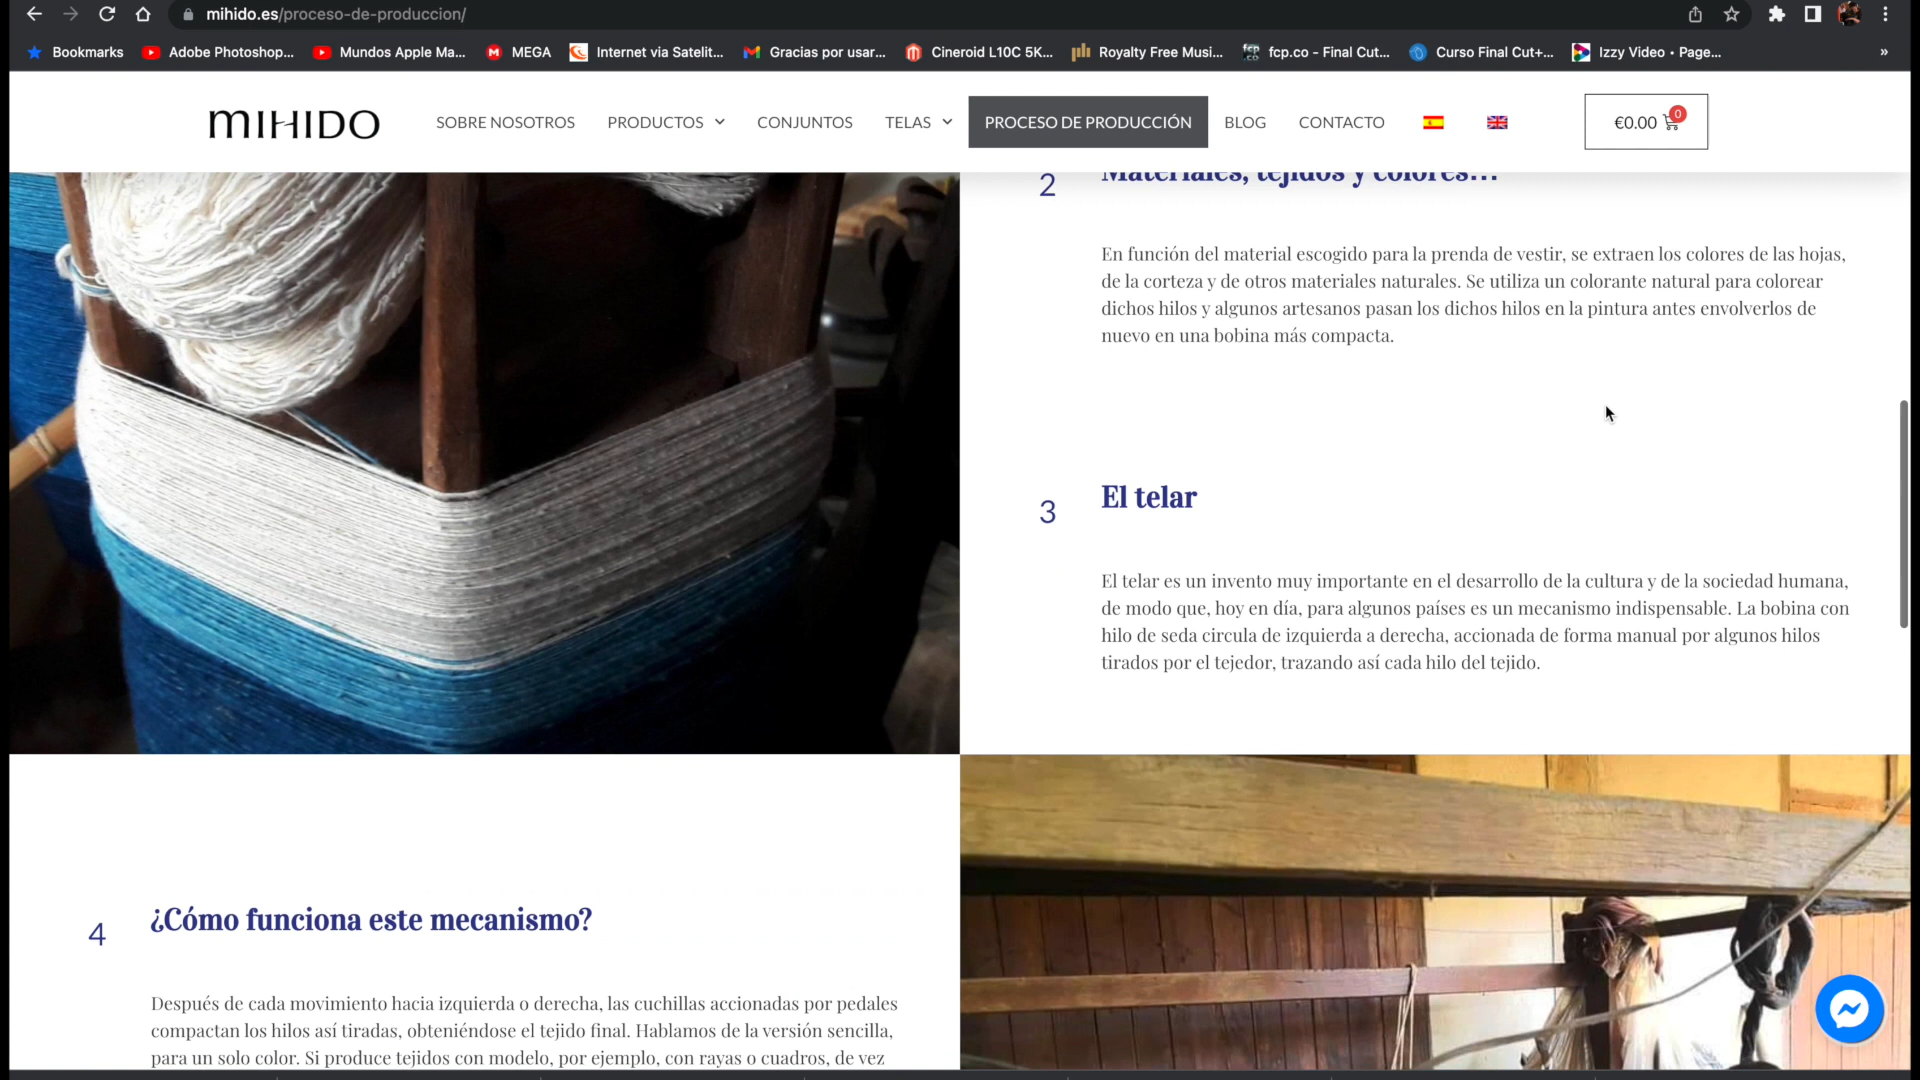 mihido.es/proceso-de-produccion/
Bookmarks
Adobe Photoshop...
Mundos Apple Ma...
MEGA
Internet via Satelit...
Gracias por usar...
Cineroid L10C 5K...
Royalty Free Musi...
fcp.co - Final Cut...
Curso Final Cut+...
Izzy Video • Page...
»
MIHIDO
SOBRE NOSOTROS
PRODUCTOS
CONJUNTOS
TELAS
PROCESO DE PRODUCCIÓN
BLOG
CONTACTO
€0.00
0
2
Materiales, tejidos y colores...
En función del material escogido para la prenda de vestir, se extraen los colores de las hojas,
de la corteza y de otros materiales naturales. Se utiliza un colorante natural para colorear
dichos hilos y algunos artesanos pasan los dichos hilos en la pintura antes envolverlos de
nuevo en una bobina más compacta.
3
El telar
El telar es un invento muy importante en el desarrollo de la cultura y de la sociedad humana,
de modo que, hoy en día, para algunos países es un mecanismo indispensable. La bobina con
hilo de seda circula de izquierda a derecha, accionada de forma manual por algunos hilos
tirados por el tejedor, trazando así cada hilo del tejido.
4
¿Cómo funciona este mecanismo?
Después de cada movimiento hacia izquierda o derecha, las cuchillas accionadas por pedales
compactan los hilos así tiradas, obteniéndose el tejido final. Hablamos de la versión sencilla,
para un solo color. Si produce tejidos con modelo, por ejemplo, con rayas o cuadros, de vez